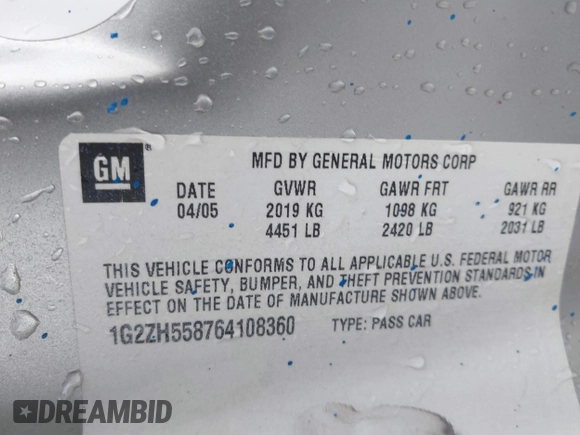 GM ®
MFD BY GENERAL MOTORS CORP
DATE GVWR GAWR FRT GAWR RR
04/05 2019 KG 1098 KG 921 KG
4451 LB 2420 LB 2031 LB
THIS VEHICLE CONFORMS TO ALL APPLICABLE U.S. FEDERAL MOTOR
VEHICLE SAFETY, BUMPER, AND THEFT PREVENTION STANDARDS IN
EFFECT ON THE DATE OF MANUFACTURE SHOWN ABOVE.
1G2ZH558764108360 TYPE: PASS CAR
DREAMBID